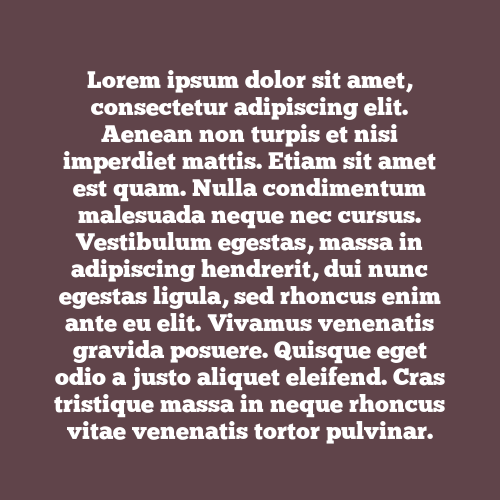 Lorem ipsum dolor sit amet,
consectetur adipiscing elit.
Aenean non turpis et nisi
imperdiet mattis. Etiam sit amet
est quam. Nulla condimentum
malesuada neque nec cursus.
Vestibulum egestas, massa in
adipiscing hendrerit, dui nunc
egestas ligula, sed rhoncus enim
ante eu elit. Vivamus venenatis
gravida posuere. Quisque eget
odio a justo aliquet eleifend. Cras
tristique massa in neque rhoncus
vitae venenatis tortor pulvinar.